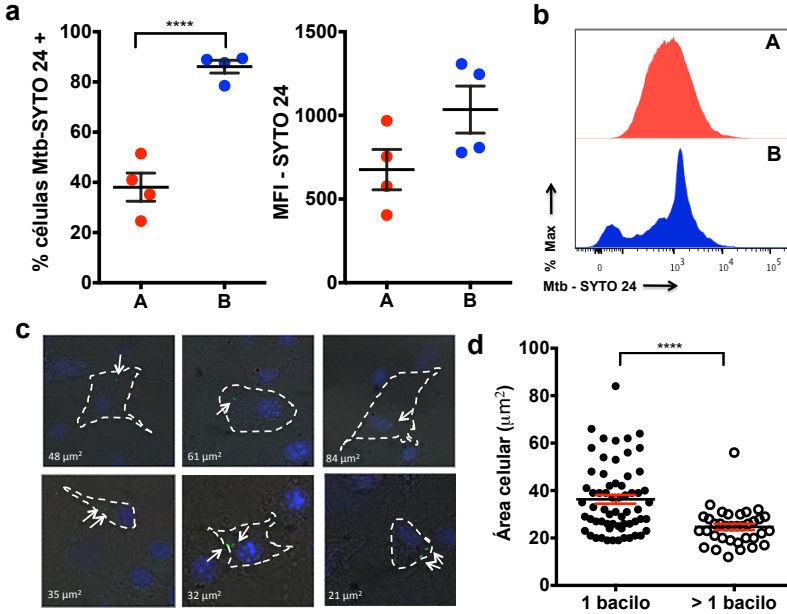 a
% células Mtb-SYTO 24 +
100
80
60
40
20
0
****
A
B
MFI - SYTO 24
1500
1000
500
0
A
B
b
A
B
% Max
0
10³
10⁴
10⁵
Mtb - SYTO 24
c
48 µm²
61 µm²
84 µm²
35 µm²
32 µm²
21 µm²
d
Área celular (µm²)
100
80
60
40
20
0
****
1 bacilo
> 1 bacilo